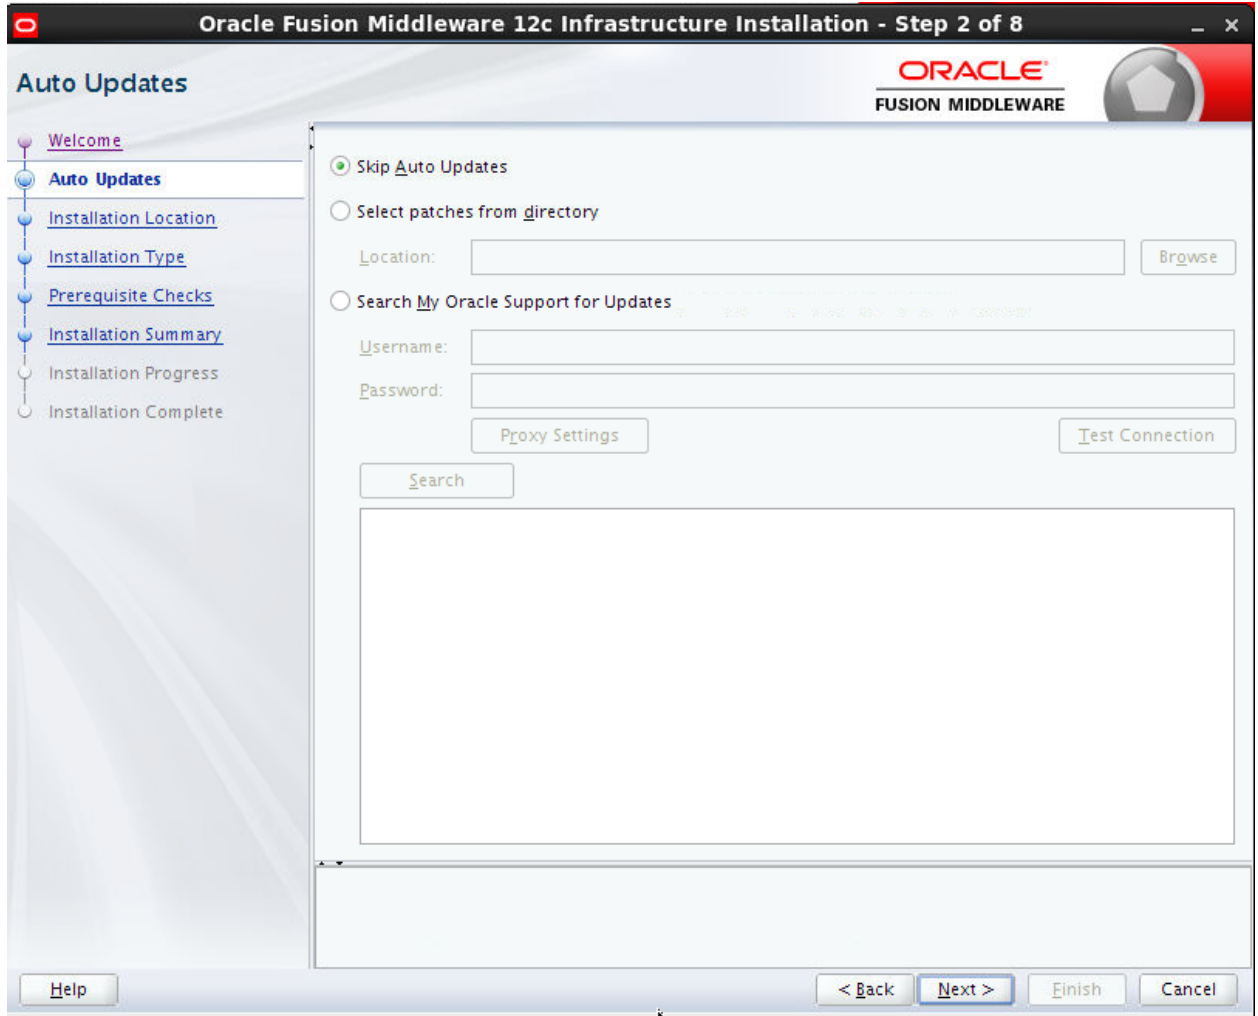 Oracle Fusion Middleware 12c Infrastructure Installation - Step 2 of 8
Auto Updates
ORACLE
FUSION MIDDLEWARE
Welcome
Auto Updates
Installation Location
Installation Type
Prerequisite Checks
Installation Summary
Installation Progress
Installation Complete
Skip Auto Updates
Select patches from directory
Location:
Browse
Search My Oracle Support for Updates
Username:
Password:
Proxy Settings
Test Connection
Search
Help
< Back
Next >
Finish
Cancel